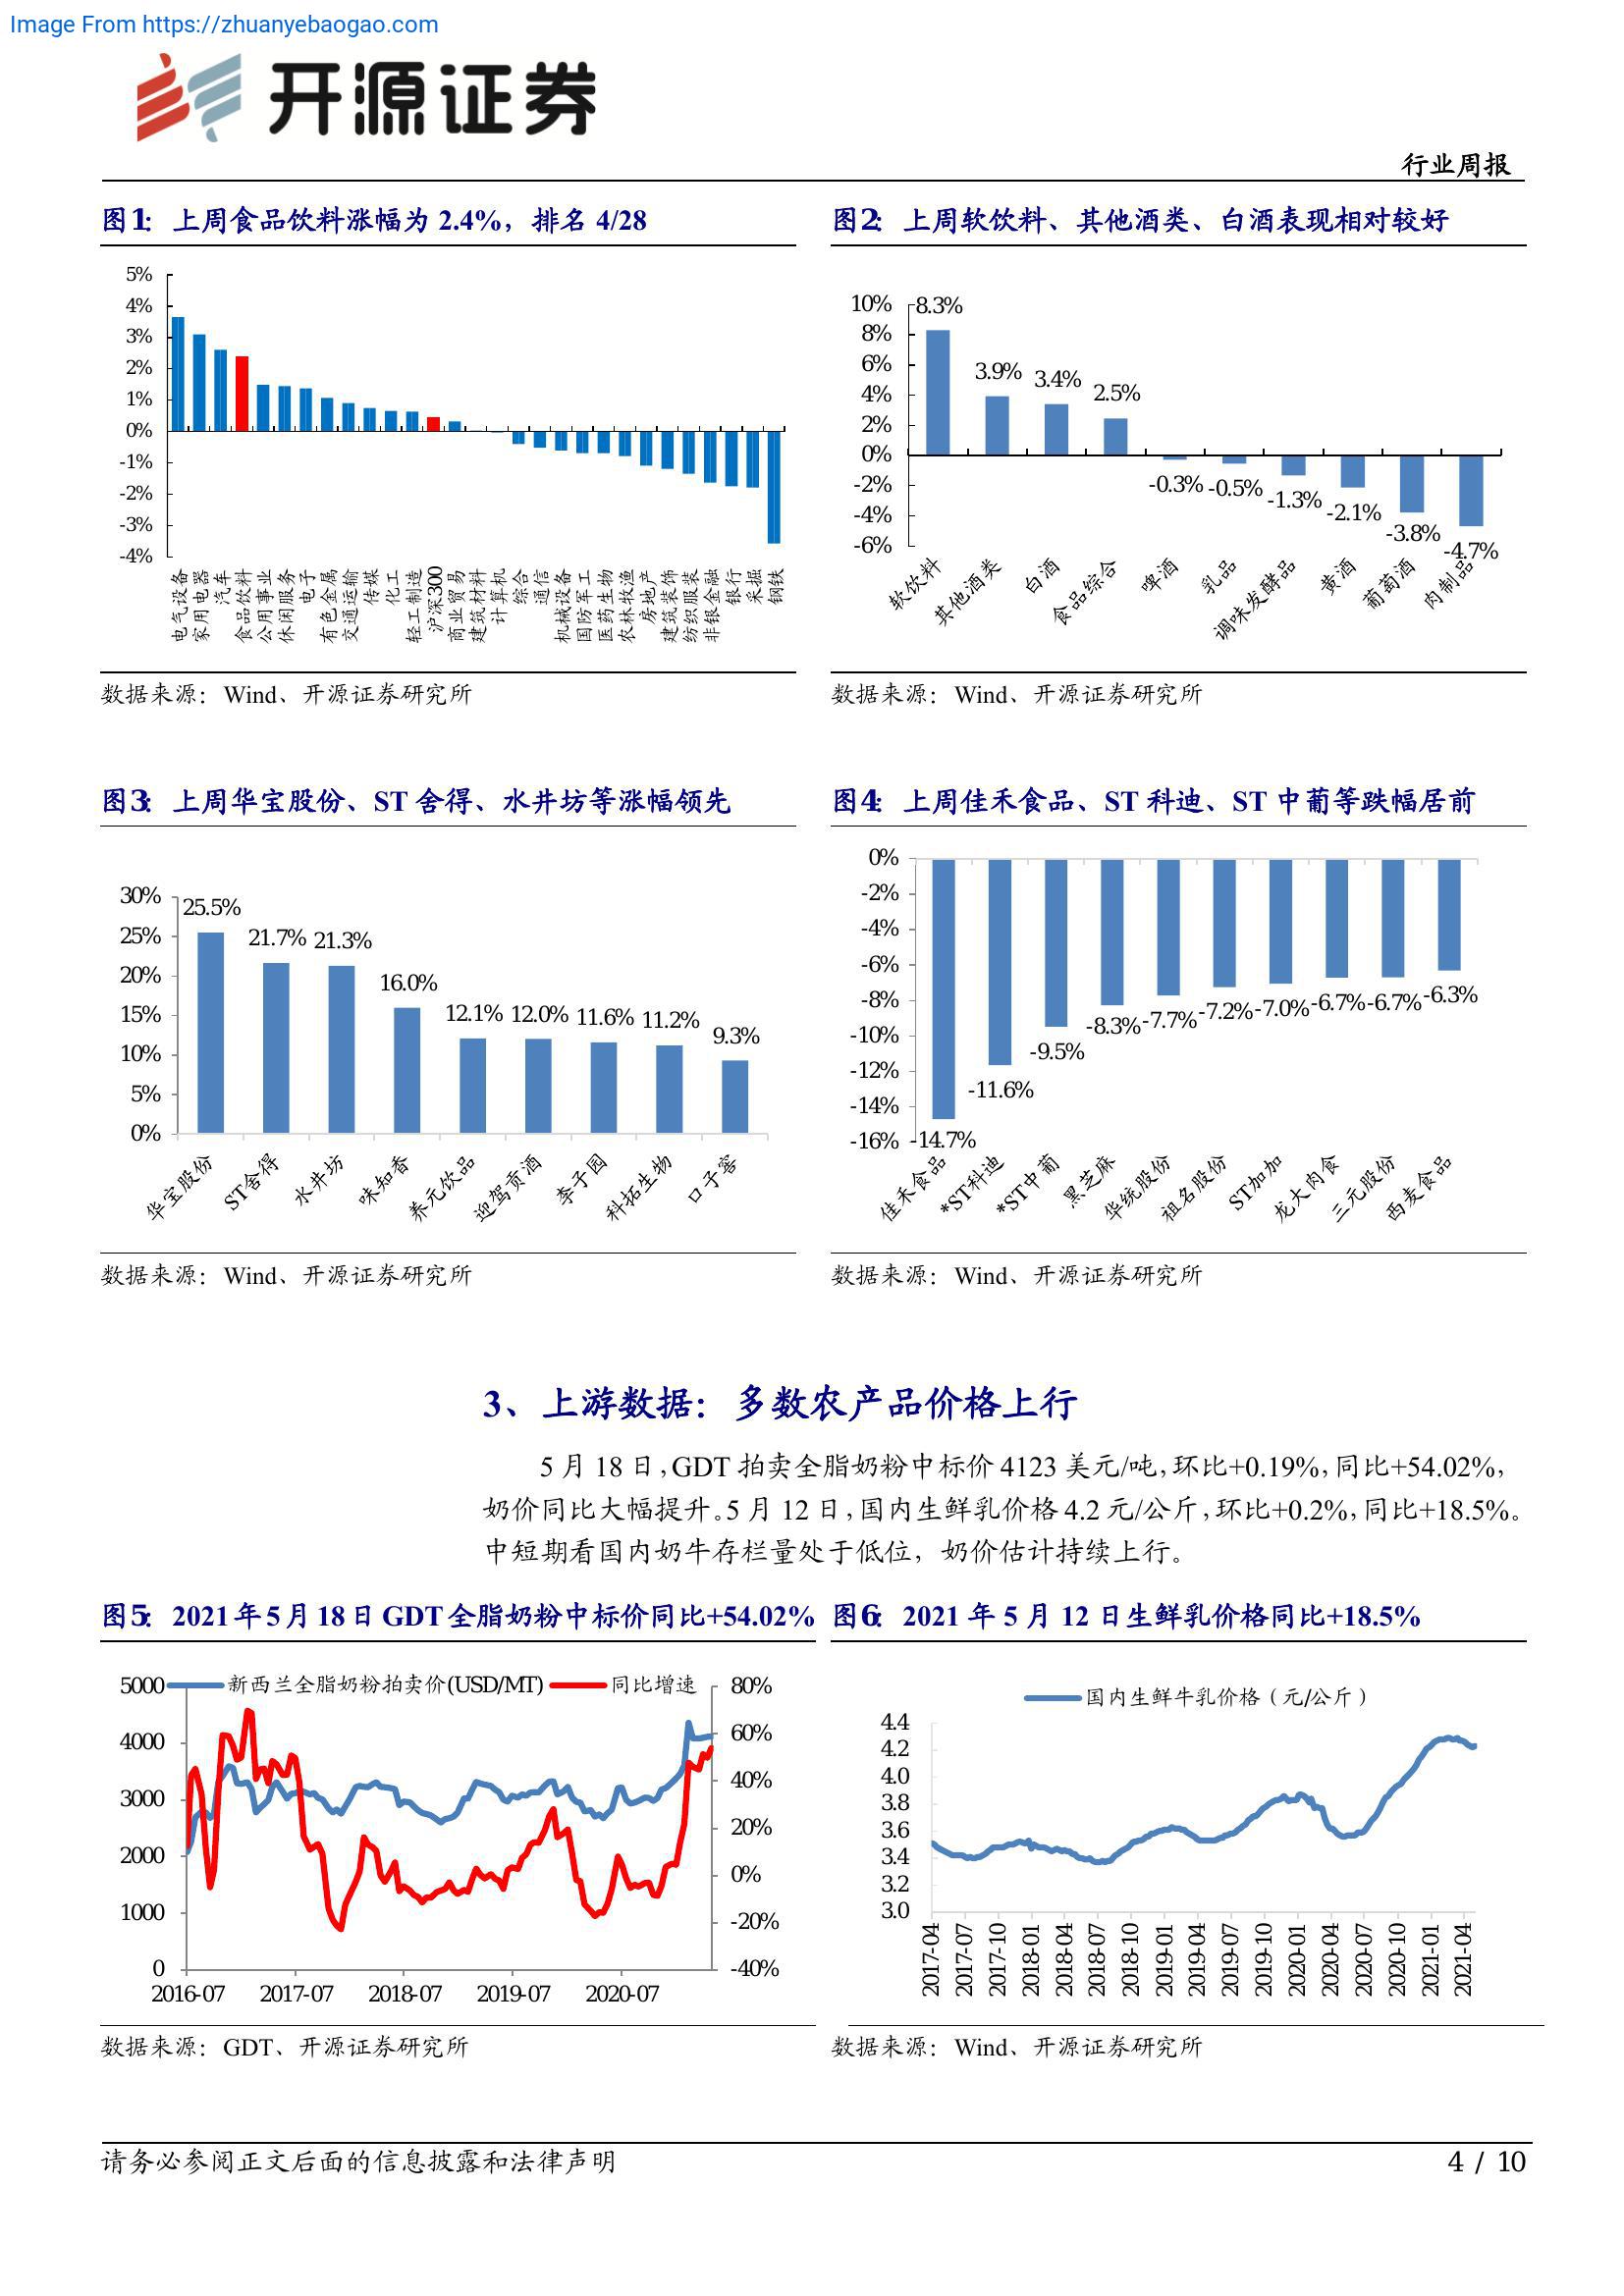 Image From https://zhuanyebaogao.com
开源证券
行业周报
图1： 上周食品饮料涨幅为 2.4%，排名 4/28
5%
4%
3%
2%
1%
0%
-1%
-2%
-3%
-4%
电气设备
家用电器
汽车
食品饮料
公用事业
休闲服务
电子
有色金属
交通运输
传媒
化工
轻工制造
沪深300
商业贸易
建筑材料
计算机
综合
通信
机械设备
国防军工
医药生物
农林牧渔
房地产
建筑装饰
纺织服装
非银金融
银行
采掘
钢铁
数据来源：Wind、开源证券研究所
图2： 上周软饮料、其他酒类、白酒表现相对较好
10%
8%
6%
4%
2%
0%
-2%
-4%
-6%
8.3%
3.9%
3.4%
2.5%
-0.3%
-0.5%
-1.3%
-2.1%
-3.8%
-4.7%
软饮料
其他酒类
白酒
食品综合
啤酒
乳品
调味发酵品
黄酒
葡萄酒
肉制品
数据来源：Wind、开源证券研究所
图3： 上周华宝股份、ST 舍得、水井坊等涨幅领先
30%
25%
20%
15%
10%
5%
0%
25.5%
21.7%
21.3%
16.0%
12.1%
12.0%
11.6%
11.2%
9.3%
华宝股份
ST舍得
水井坊
味知香
养元饮品
迎驾贡酒
李子园
科拓生物
口子窖
数据来源：Wind、开源证券研究所
图4： 上周佳禾食品、ST 科迪、ST 中葡等跌幅居前
0%
-2%
-4%
-6%
-8%
-10%
-12%
-14%
-16%
-14.7%
-11.6%
-9.5%
-8.3%
-7.7%
-7.2%
-7.0%
-6.7%
-6.7%
-6.3%
佳禾食品
*ST科迪
*ST中葡
黑芝麻
华统股份
祖名股份
ST加加
龙大肉食
三元股份
西麦食品
数据来源：Wind、开源证券研究所
3、上游数据：多数农产品价格上行
5 月 18 日，GDT 拍卖全脂奶粉中标价 4123 美元/吨，环比+0.19%，同比+54.02%，
奶价同比大幅提升。5 月 12 日，国内生鲜乳价格 4.2 元/公斤，环比+0.2%，同比+18.5%。
中短期看国内奶牛存栏量处于低位，奶价估计持续上行。
图5： 2021 年 5 月 18 日 GDT 全脂奶粉中标价同比+54.02%
新西兰全脂奶粉拍卖价(USD/MT)
同比增速
5000
4000
3000
2000
1000
0
80%
60%
40%
20%
0%
-20%
-40%
2016-07
2017-07
2018-07
2019-07
2020-07
数据来源：GDT、开源证券研究所
图6： 2021 年 5 月 12 日生鲜乳价格同比+18.5%
国内生鲜牛乳价格（元/公斤）
4.4
4.2
4.0
3.8
3.6
3.4
3.2
3.0
2017-04
2017-07
2017-10
2018-01
2018-04
2018-07
2018-10
2019-01
2019-04
2019-07
2019-10
2020-01
2020-04
2020-07
2020-10
2021-01
2021-04
数据来源：Wind、开源证券研究所
请务必参阅正文后面的信息披露和法律声明
4 / 10